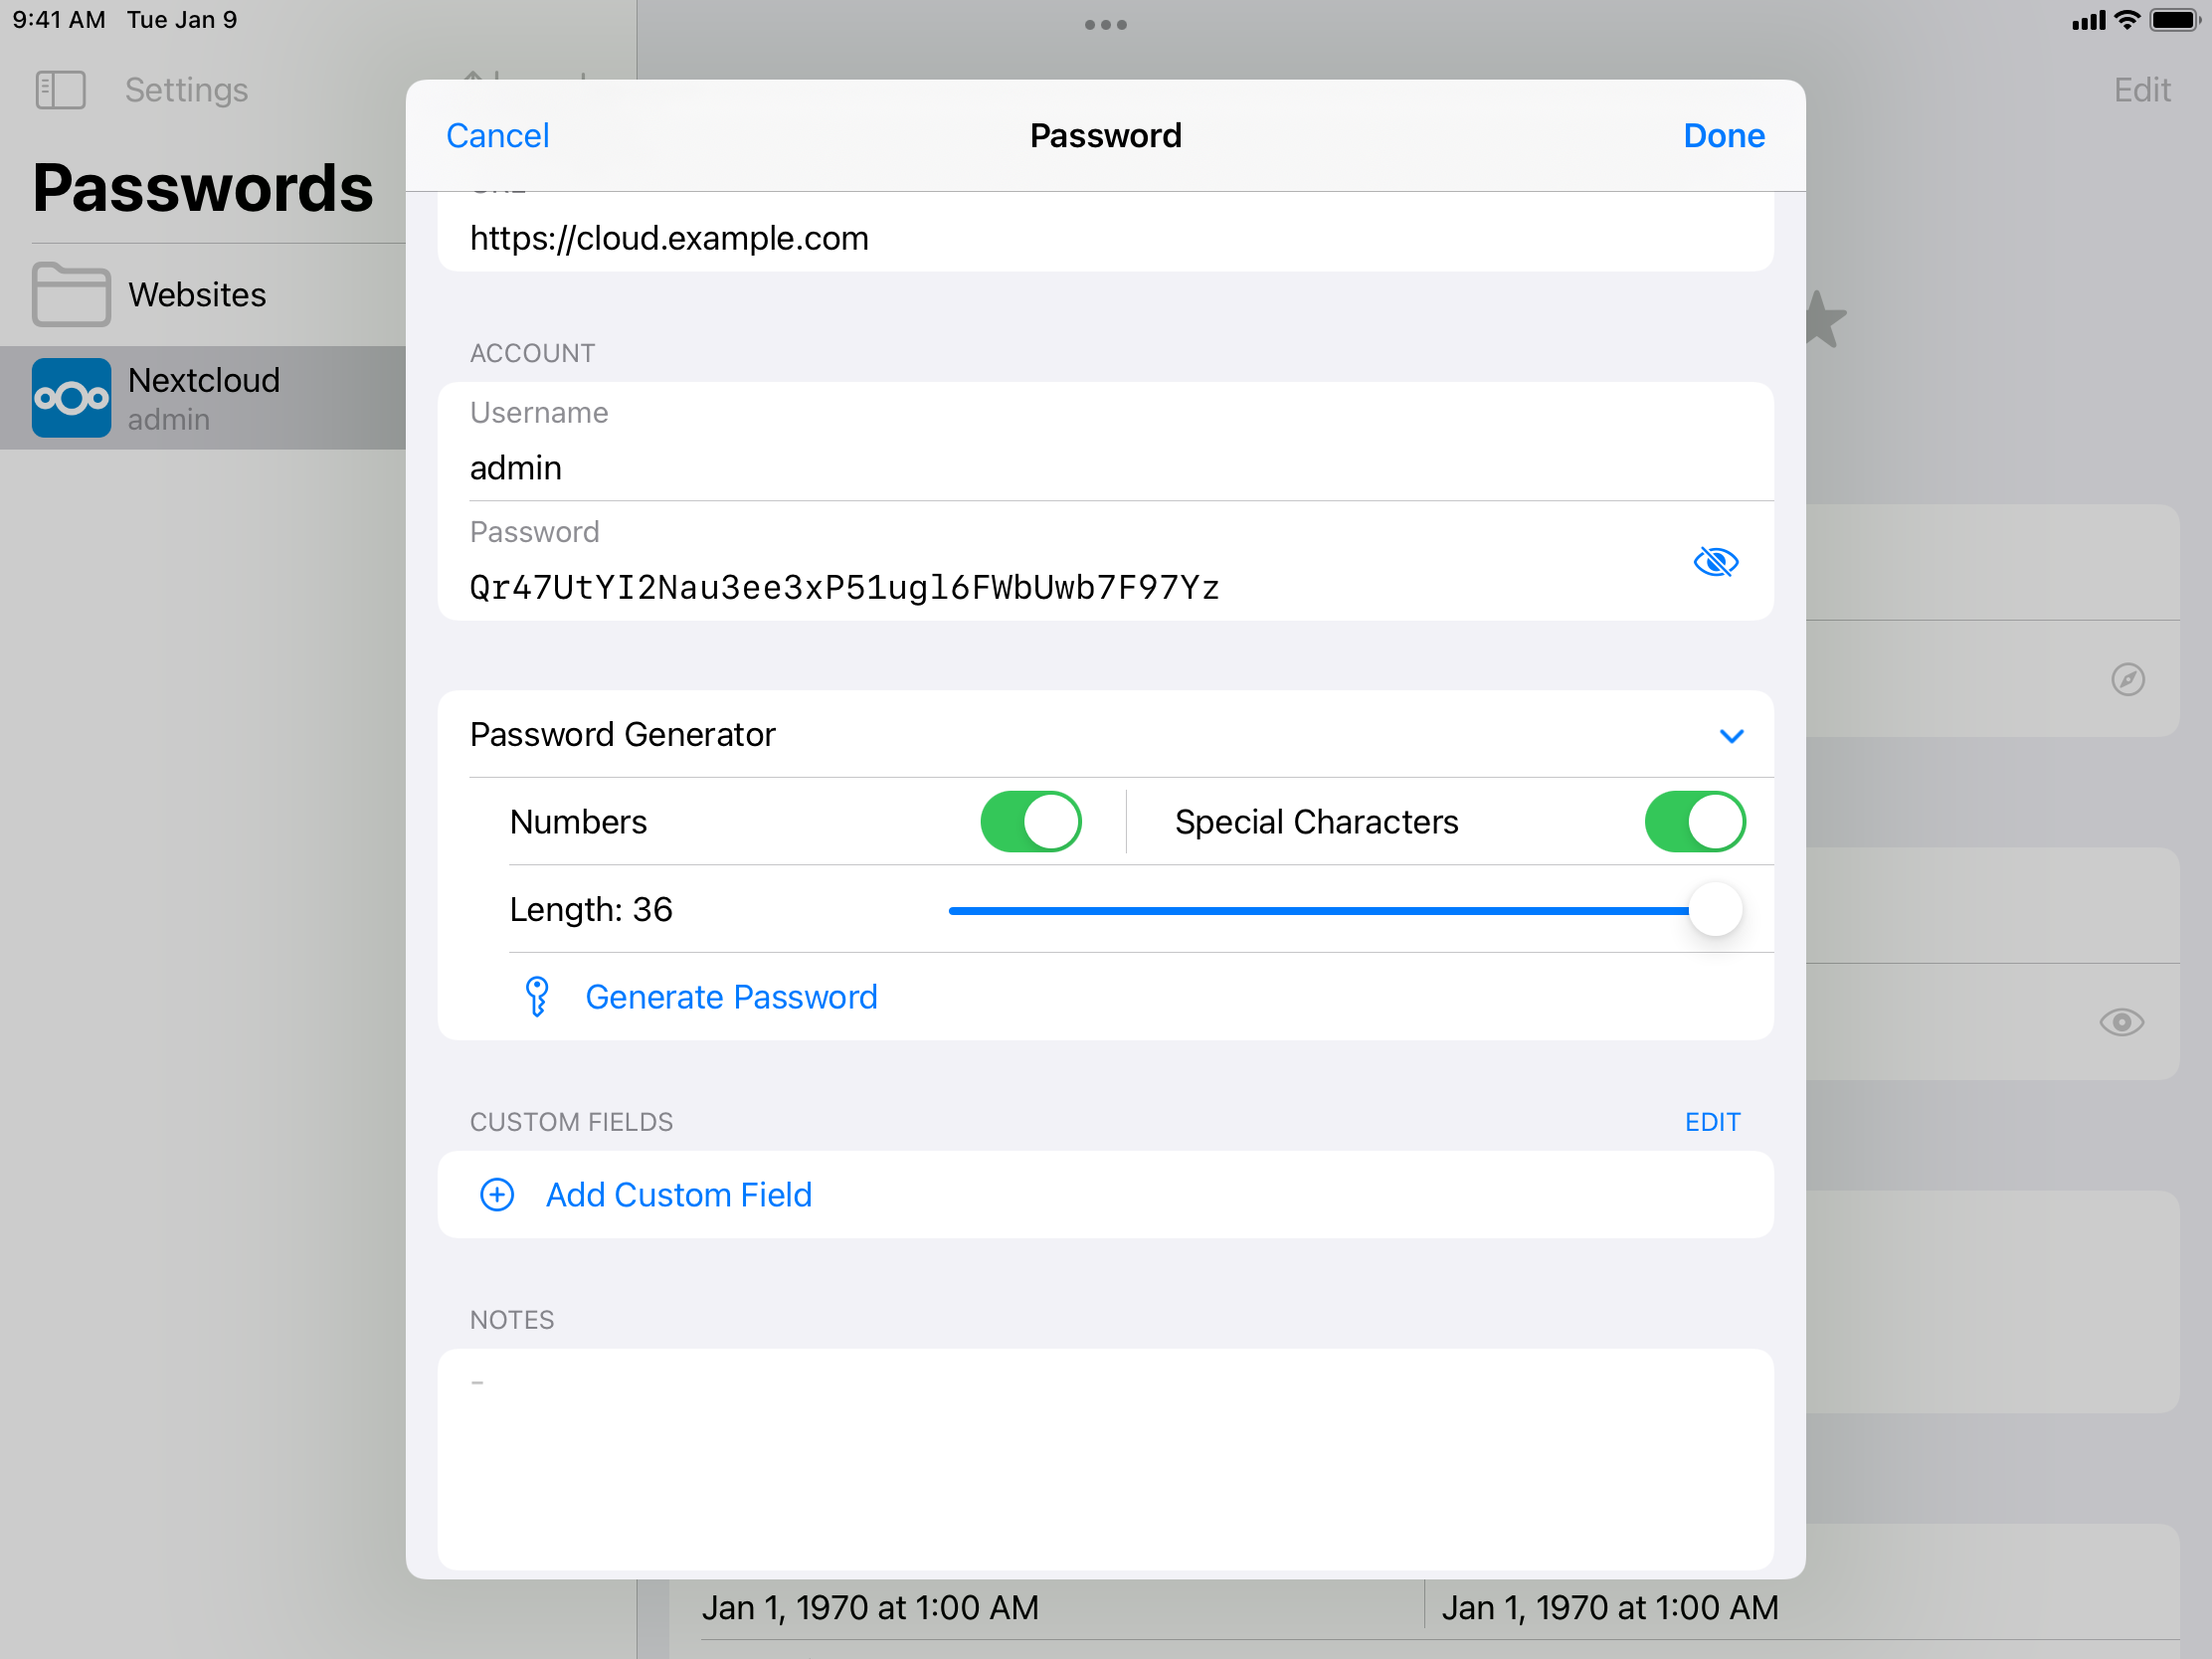 9:41 AM Tue Jan 9
Settings
Edit
Passwords
Websites
Nextcloud
admin
Cancel
Password
Done
https://cloud.example.com
ACCOUNT
Username
admin
Password
Qr47UtYI2Nau3ee3xP51ugl6FWbUwb7F97Yz
Password Generator
Numbers
Special Characters
Length: 36
Generate Password
CUSTOM FIELDS
EDIT
Add Custom Field
NOTES
-
Jan 1, 1970 at 1:00 AM
Jan 1, 1970 at 1:00 AM